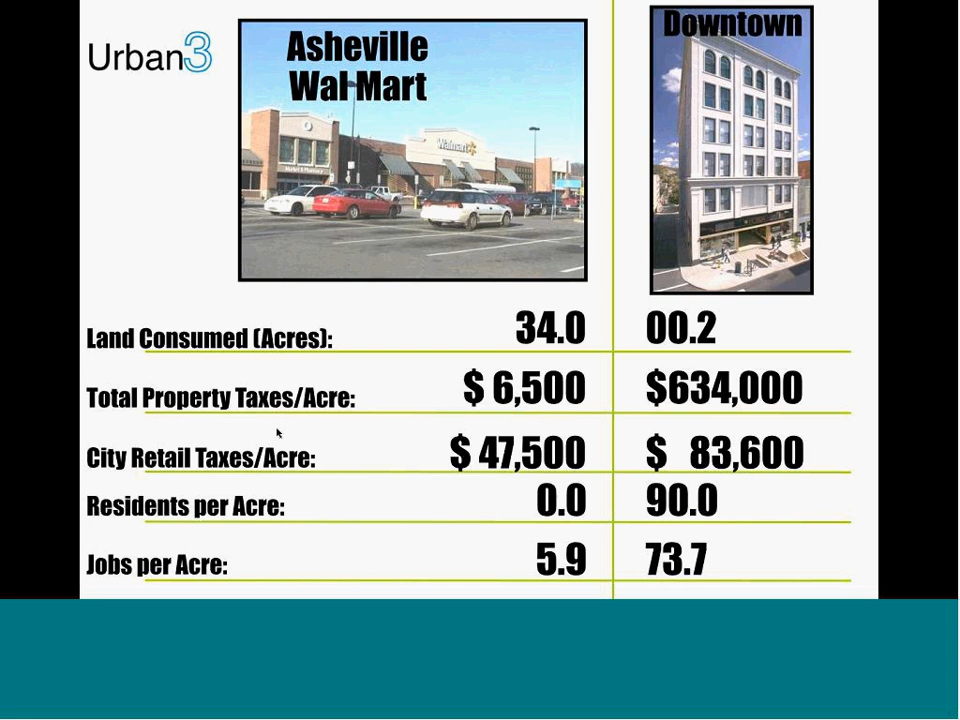 Urban3
Asheville
Wal Mart
Downtown
Walmart
Land Consumed (Acres): 34.0 00.2
Total Property Taxes/Acre: $ 6,500 $634,000
City Retail Taxes/Acre: $ 47,500 $ 83,600
Residents per Acre: 0.0 90.0
Jobs per Acre: 5.9 73.7